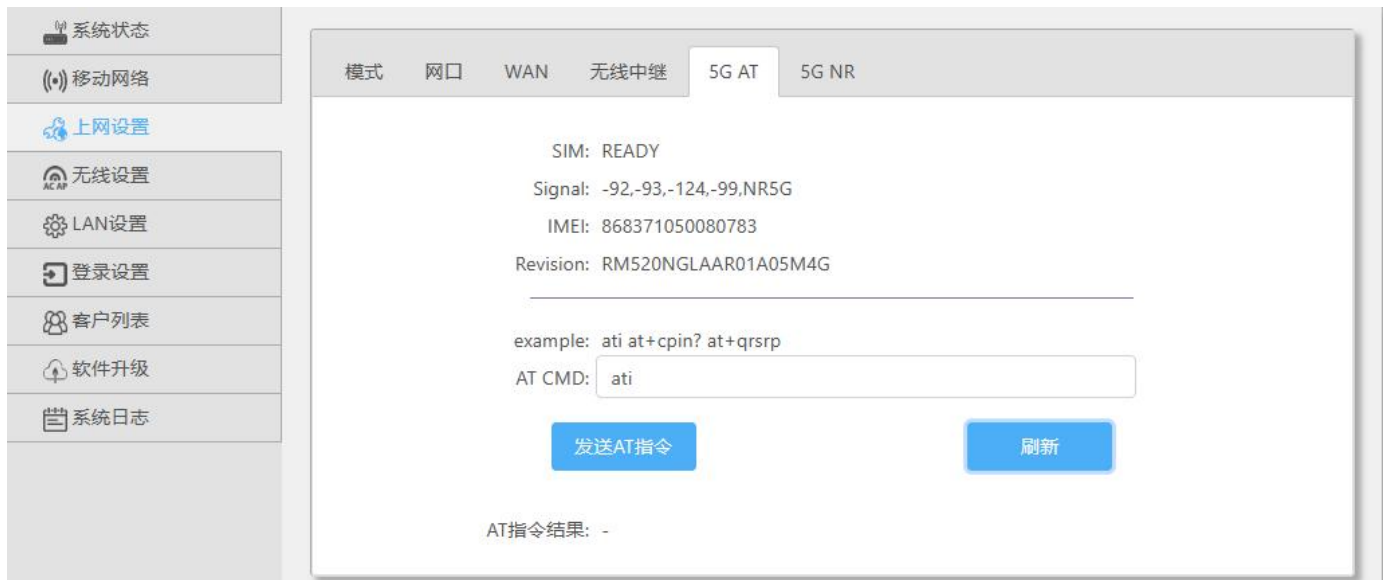 系统状态
移动网络
上网设置
AC AP 无线设置
LAN设置
登录设置
客户列表
软件升级
系统日志
模式 网口 WAN 无线中继 5G AT 5G NR
SIM: READY
Signal: -92,-93,-124,-99,NR5G
IMEI: 868371050080783
Revision: RM520NGLAAR01A05M4G
example: ati at+cpin? at+qrsrp
AT CMD: ati
发送AT指令 刷新
AT指令结果: -